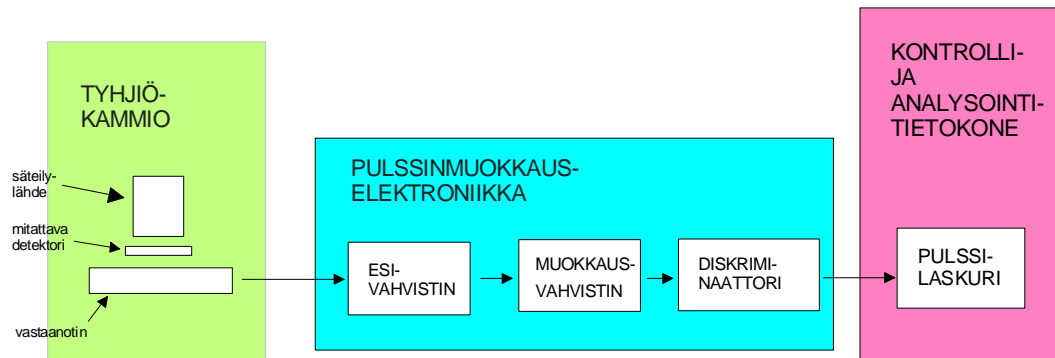 TYHJIÖ-
KAMMIO
säteily-
lähde
mitattava
detektori
vastaanotin
PULSSINMUOKKAUS-
ELEKTRONIIKKA
ESI-
VAHVISTIN
MUOKKAUS-
VAHVISTIN
DISKRIMI-
NAATTORI
KONTROLLI-
JA
ANALYSOINTI-
TIETOKONE
PULSSI-
LASKURI